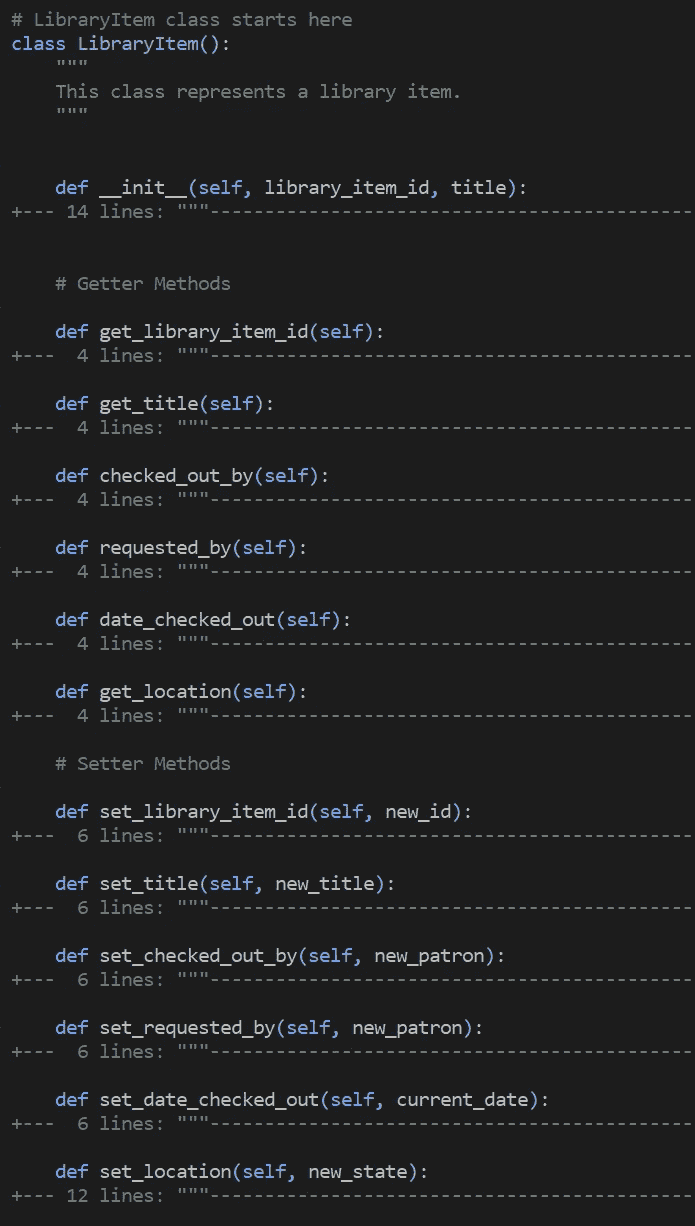 # LibraryItem class starts here
class LibraryItem():
    """
    This class represents a library item.
    """
    def __init__(self, library_item_id, title):
+--- 14 lines: """--------------------------------------------
    # Getter Methods
    def get_library_item_id(self):
+---  4 lines: """--------------------------------------------
    def get_title(self):
+---  4 lines: """--------------------------------------------
    def checked_out_by(self):
+---  4 lines: """--------------------------------------------
    def requested_by(self):
+---  4 lines: """--------------------------------------------
    def date_checked_out(self):
+---  4 lines: """--------------------------------------------
    def get_location(self):
+---  4 lines: """--------------------------------------------
    # Setter Methods
    def set_library_item_id(self, new_id):
+---  6 lines: """--------------------------------------------
    def set_title(self, new_title):
+---  6 lines: """--------------------------------------------
    def set_checked_out_by(self, new_patron):
+---  6 lines: """--------------------------------------------
    def set_requested_by(self, new_patron):
+---  6 lines: """--------------------------------------------
    def set_date_checked_out(self, current_date):
+---  6 lines: """--------------------------------------------
    def set_location(self, new_state):
+--- 12 lines: """--------------------------------------------